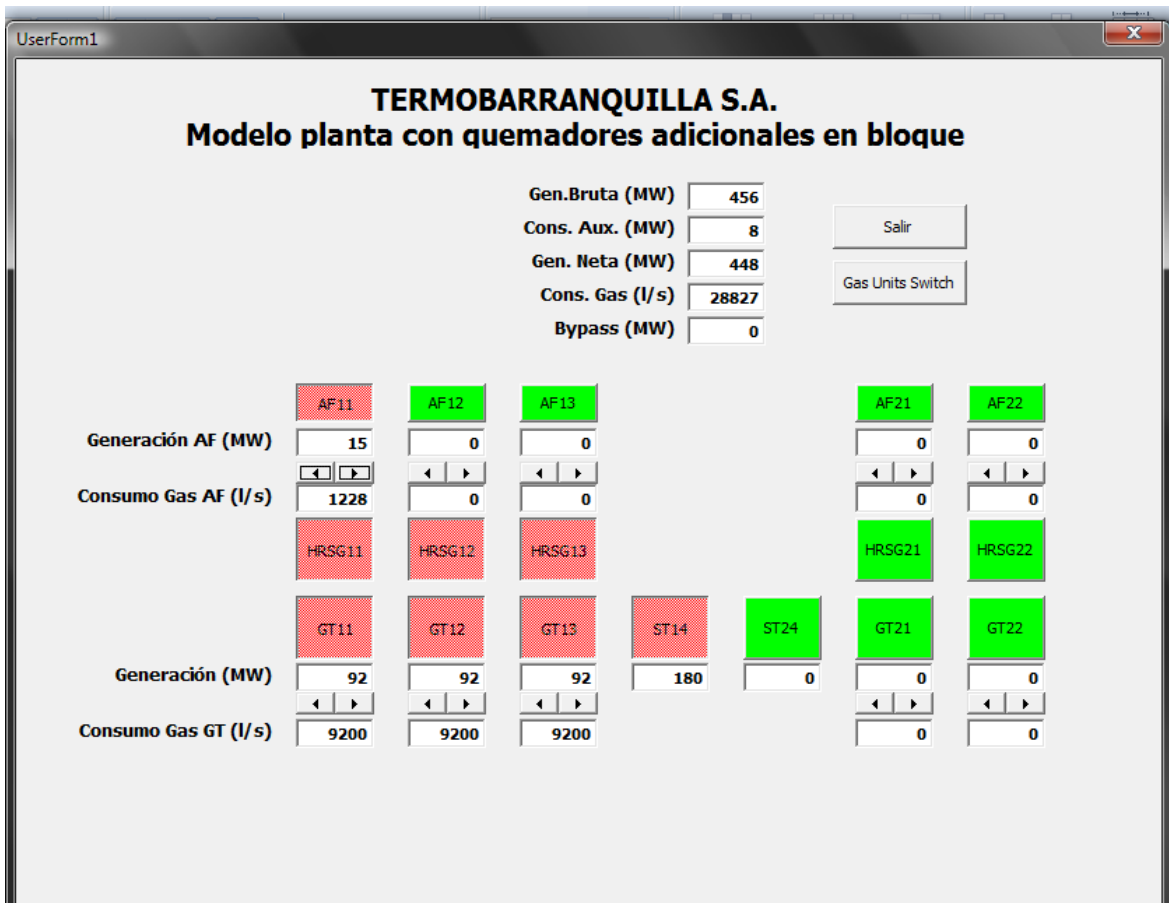 UserForm1
TERMOBARRANQUILLA S.A.
Modelo planta con quemadores adicionales en bloque
Gen.Bruta (MW) 456
Cons. Aux. (MW) 8
Gen. Neta (MW) 448
Cons. Gas (l/s) 28827
Bypass (MW) 0
Salir
Gas Units Switch
AF11 AF12 AF13 AF21 AF22
Generación AF (MW) 15 0 0 0 0
Consumo Gas AF (l/s) 1228 0 0 0 0
HRSG11 HRSG12 HRSG13 HRSG21 HRSG22
GT11 GT12 GT13 ST14 ST24 GT21 GT22
Generación (MW) 92 92 92 180 0 0 0
Consumo Gas GT (l/s) 9200 9200 9200 0 0